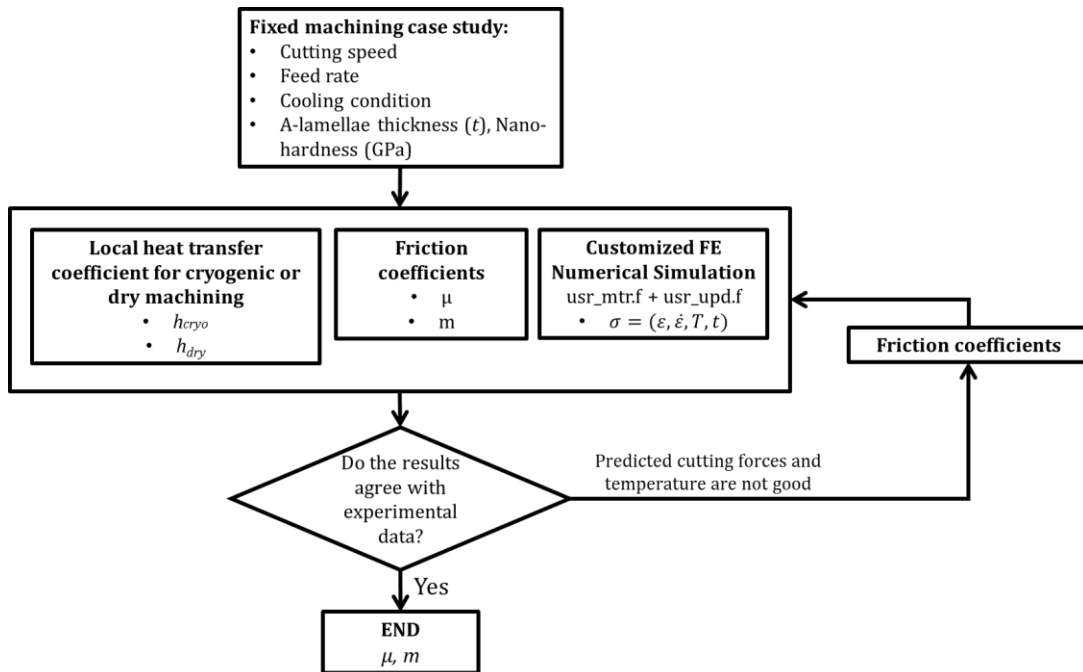 Fixed machining case study:
• Cutting speed
• Feed rate
• Cooling condition
• A-lamellae thickness (t), Nano-
hardness (GPa)
Local heat transfer
coefficient for cryogenic or
dry machining
• hcryo
• hdry
Friction
coefficients
• μ
• m
Customized FE
Numerical Simulation
usr_mtr.f + usr_upd.f
• σ = (ε, ε̇, T, t)
Friction coefficients
Do the results
agree with
experimental
data?
Predicted cutting forces and
temperature are not good
Yes
END
μ, m